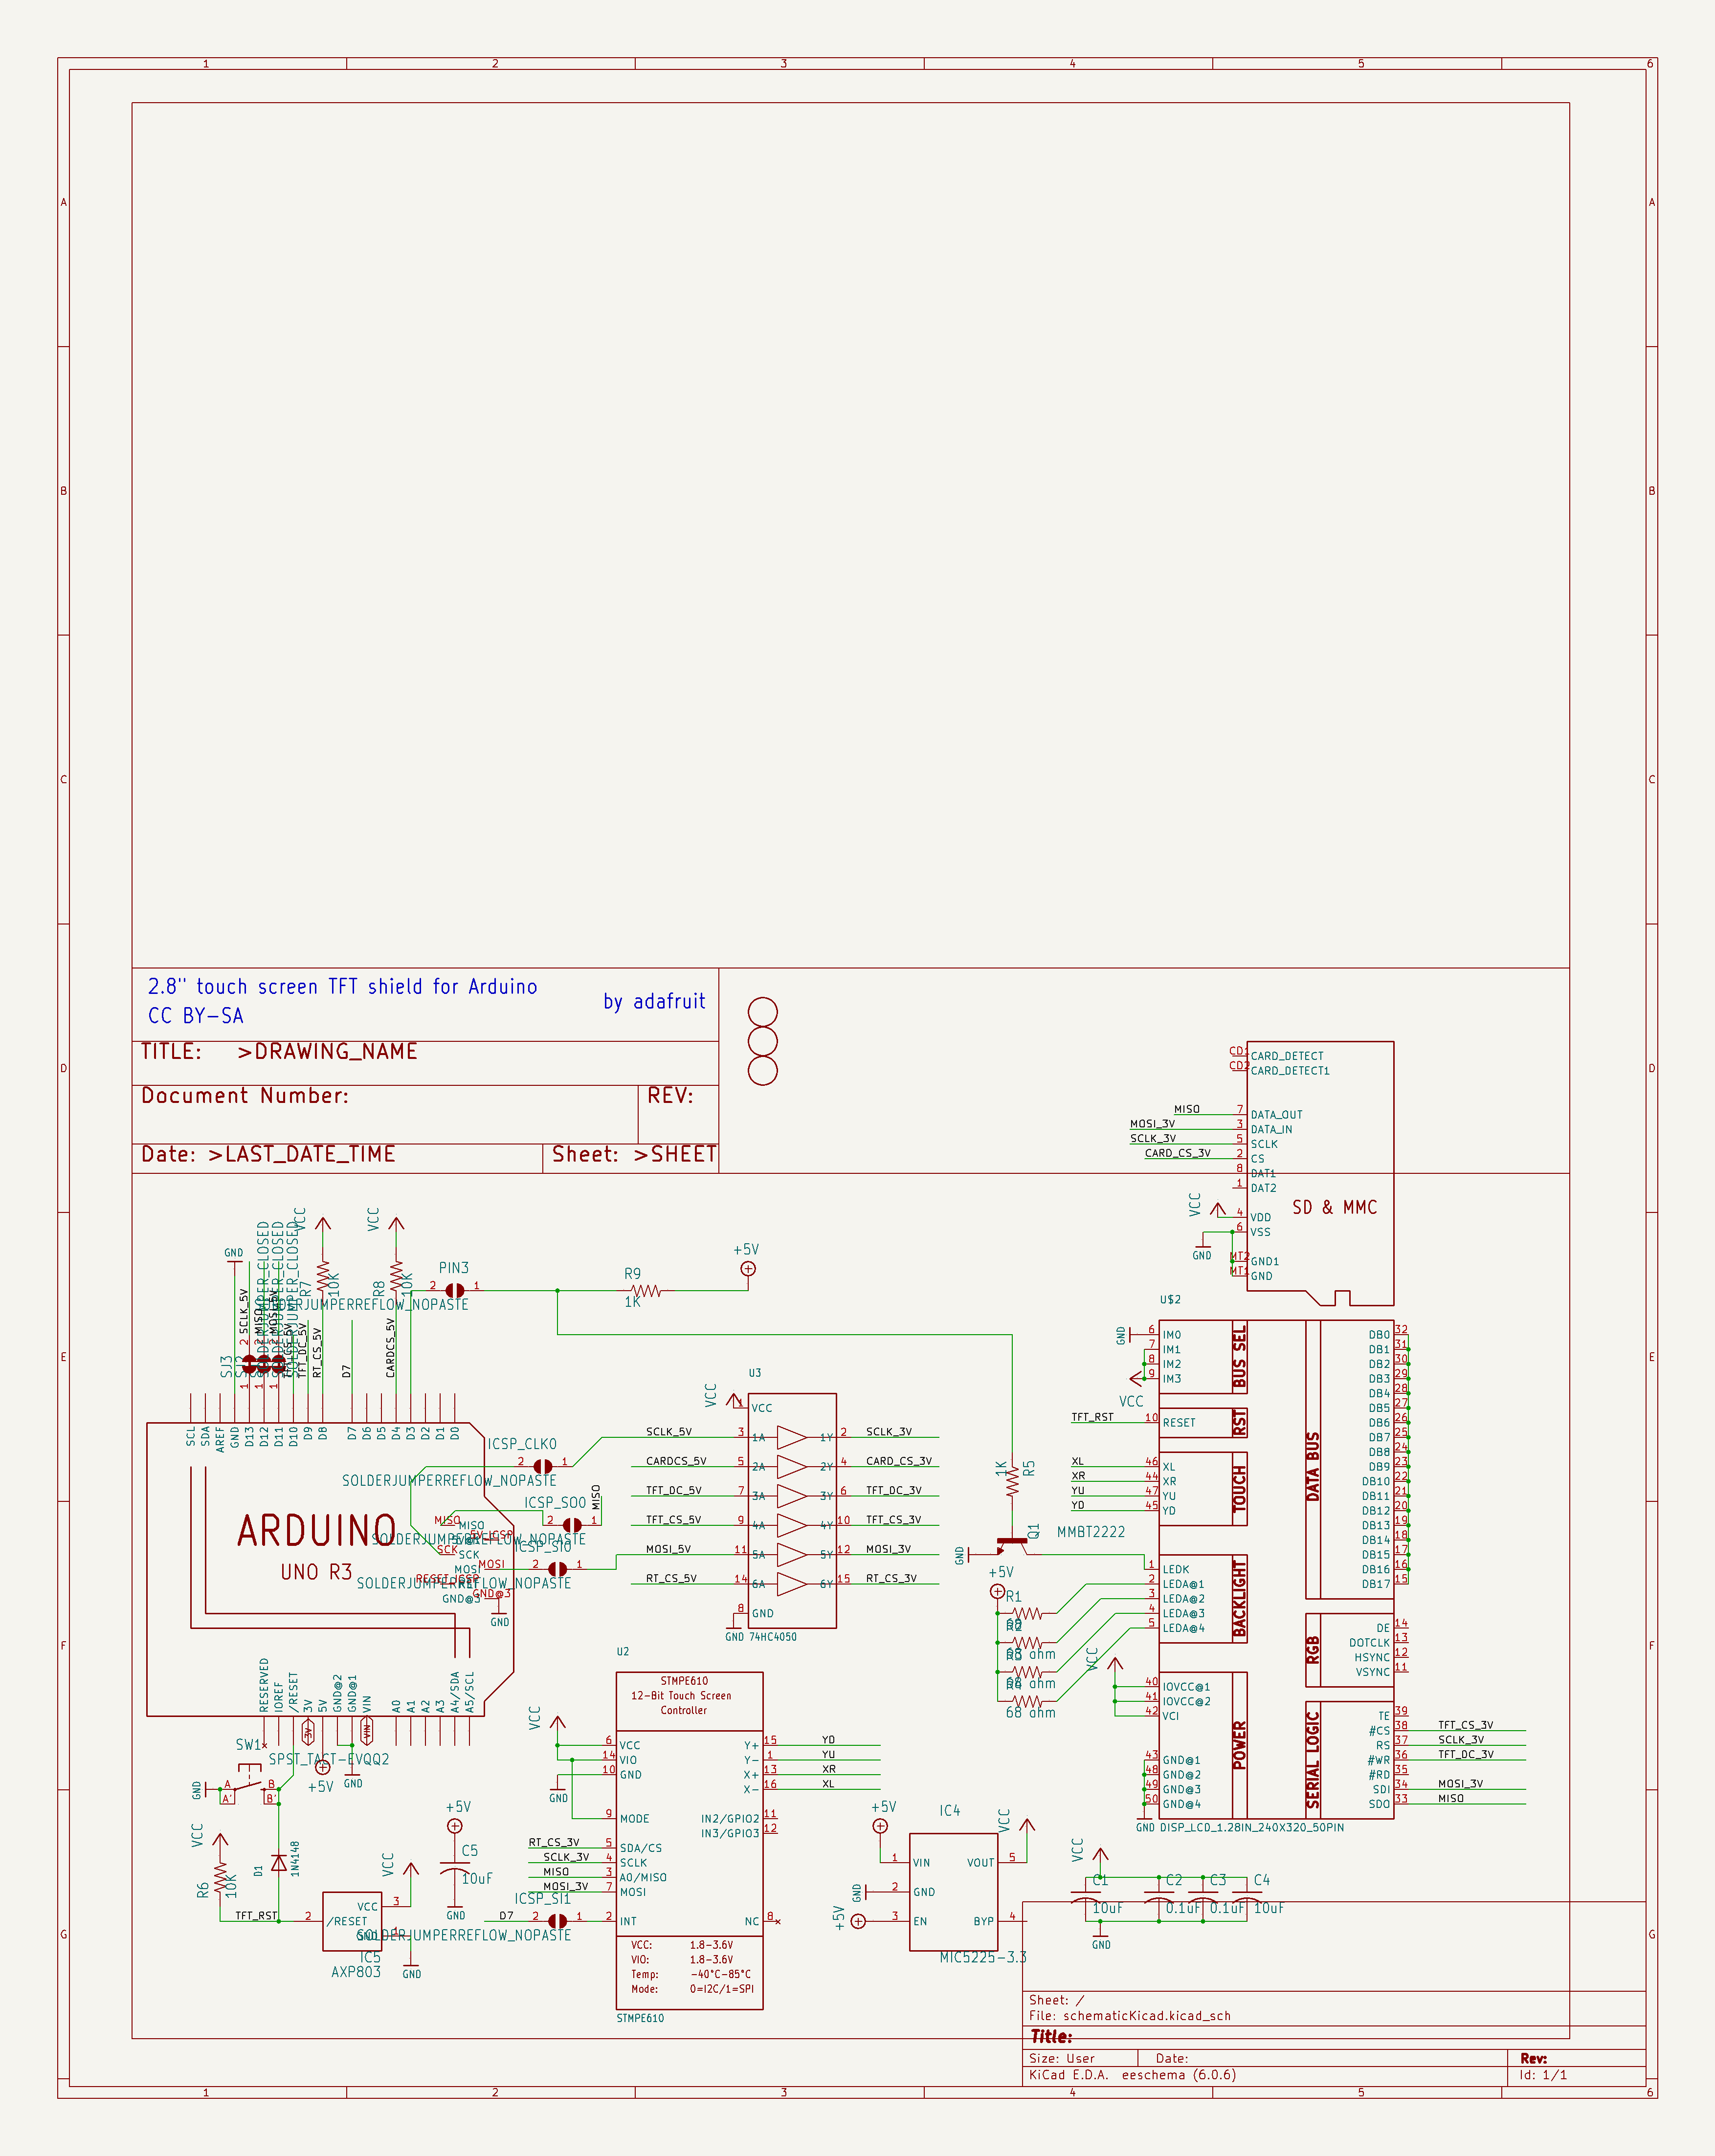 1 2 3 4 5 6
A A
B B
C C
D D
E E
F F
G G
2.8" touch screen TFT shield for Arduino
by adafruit
CC BY-SA
TITLE: >DRAWING_NAME
Document Number:
REV:
Date: >LAST_DATE_TIME
Sheet: >SHEET
CD1 CARD_DETECT
CD2 CARD_DETECT1
MISO 7 DATA_OUT
MOSI_3V 3 DATA_IN
SCLK_3V 5 SCLK
CARD_CS_3V 2 CS
8 DAT1
1 DAT2
VCC 4 VDD
6 VSS
GND
MT2 GND1
MT1 GND
SD & MMC
GND
SJ3
SCLK_5V
MISO
MOSI_5V
TFT_DC_5V
RT_CS_5V
D7
CARDCS_5V
VCC
R7
10K
VCC
R8
10K
PIN3
2 1
R9
1K
+5V
SCL
SDA
AREF
GND
D13
D12
D11
D10
D9
D8
D7
D6
D5
D4
D3
D2
D1
D0
ARDUINO
UNO R3
RESERVED
IOREF
/RESET
3V
5V
GND@2
GND@1
VIN
A0
A1
A2
A3
A4/SDA
A5/SCL
3V
VIN
ICSP_CLK0
2 1
SOLDERJUMPERREFLOW_NOPASTE
ICSP_SO0
2 1
MISO
SOLDERJUMPERREFLOW_NOPASTE
ICSP_SI0
2 1
SOLDERJUMPERREFLOW_NOPASTE
MISO MISO
SCK SCK
MOSI MOSI
GND@3 GND@3
GND
U3
VCC
1 VCC
SCLK_5V 3 1A 1Y 2 SCLK_3V
CARDCS_5V 5 2A 2Y 4 CARD_CS_3V
TFT_DC_5V 7 3A 3Y 6 TFT_DC_3V
TFT_CS_5V 9 4A 4Y 10 TFT_CS_3V
MOSI_5V 11 5A 5Y 12 MOSI_3V
RT_CS_5V 14 6A 6Y 15 RT_CS_3V
8 GND
GND 74HC4050
1K
R5
Q1
MMBT2222
GND
+5V
R1
R2
R3
R4
68 ohm
U$2
GND
6 IM0
7 IM1
8 IM2
9 IM3
VCC
BUS SEL
TFT_RST 10 RESET
RST
XL 46 XL
XR 44 XR
YU 47 YU
YD 45 YD
TOUCH
1 LEDK
2 LEDA@1
3 LEDA@2
4 LEDA@3
5 LEDA@4
BACKLIGHT
VCC
40 IOVCC@1
41 IOVCC@2
42 VCI
43 GND@1
48 GND@2
49 GND@3
50 GND@4
POWER
DATA BUS
DB0 32
DB1 31
DB2 30
DB3 29
DB4 28
DB5 27
DB6 26
DB7 25
DB8 24
DB9 23
DB10 22
DB11 21
DB12 20
DB13 19
DB14 18
DB15 17
DB16 16
DB17 15
RGB
DE 14
DOTCLK 13
HSYNC 12
VSYNC 11
SERIAL LOGIC
TE 39
#CS 38 TFT_CS_3V
RS 37 SCLK_3V
#WR 36 TFT_DC_3V
#RD 35
SDI 34 MOSI_3V
SDO 33 MISO
GND DISP_LCD_1.28IN_240X320_50PIN
SW1
SPST_TACT-EVQQ2
GND
A B
A' B'
+5V
GND
VCC
R6
10K
D1
1N4148
TFT_RST
2 /RESET
VCC 3
VCC
GND
IC5
AXP803
+5V
C5
10uF
GND
U2
STMPE610
12-Bit Touch Screen
Controller
VCC
6 VCC
14 VIO
10 GND
GND
9 MODE
RT_CS_3V 5 SDA/CS
SCLK_3V 4 SCLK
MISO 3 A0/MISO
MOSI_3V 7 MOSI
2 INT
Y+ 15 YD
Y- 1 YU
X+ 13 XR
X- 16 XL
IN2/GPIO2 11
IN3/GPIO3 12
NC 8
ICSP_SI1
D7 2 1
SOLDERJUMPERREFLOW_NOPASTE
VCC: 1.8-3.6V
VIO: 1.8-3.6V
Temp: -40°C-85°C
Mode: 0=I2C/1=SPI
STMPE610
+5V
IC4
VCC
1 VIN VOUT 5
GND 2 GND
+5V 3 EN BYP 4
MIC5225-3.3
VCC
C1 C2 C3 C4
10uF 0.1uF 0.1uF 10uF
GND
Sheet: /
File: schematicKicad.kicad_sch
Title:
Size: User Date: Rev:
KiCad E.D.A. eeschema (6.0.6) Id: 1/1
1 2 3 4 5 6